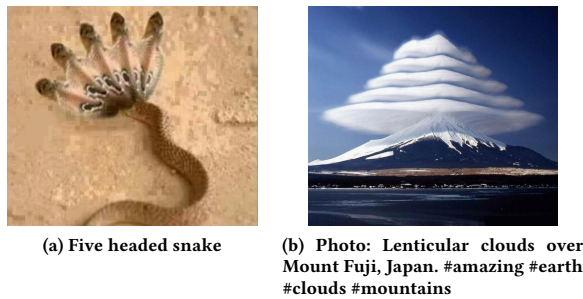 (a) Five headed snake
(b) Photo: Lenticular clouds over
Mount Fuji, Japan. #amazing #earth
#clouds #mountains